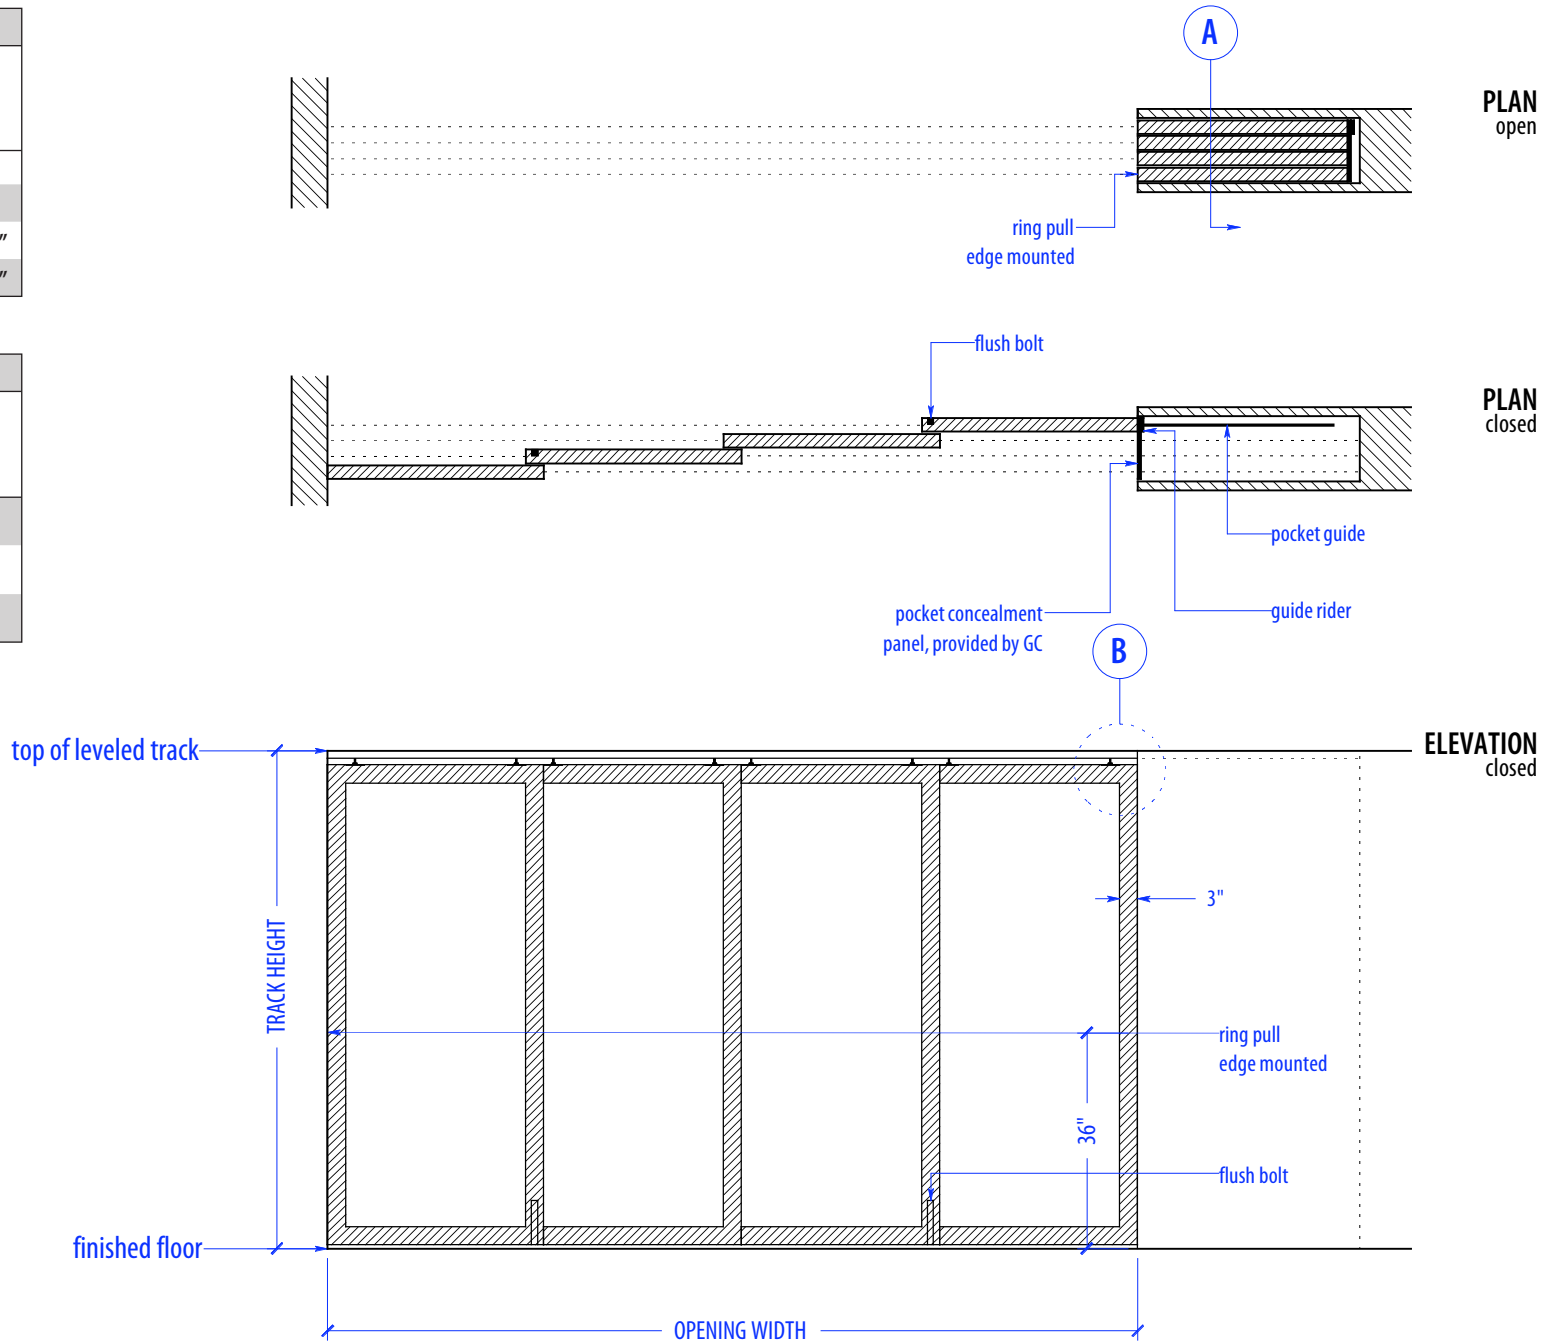 A
PLAN
open
ring pull
edge mounted
"
"
flush bolt
PLAN
closed
pocket guide
guide rider
pocket concealment
panel, provided by GC
B
top of leveled track
ELEVATION
closed
3"
TRACK HEIGHT
ring pull
edge mounted
36"
flush bolt
finished floor
OPENING WIDTH